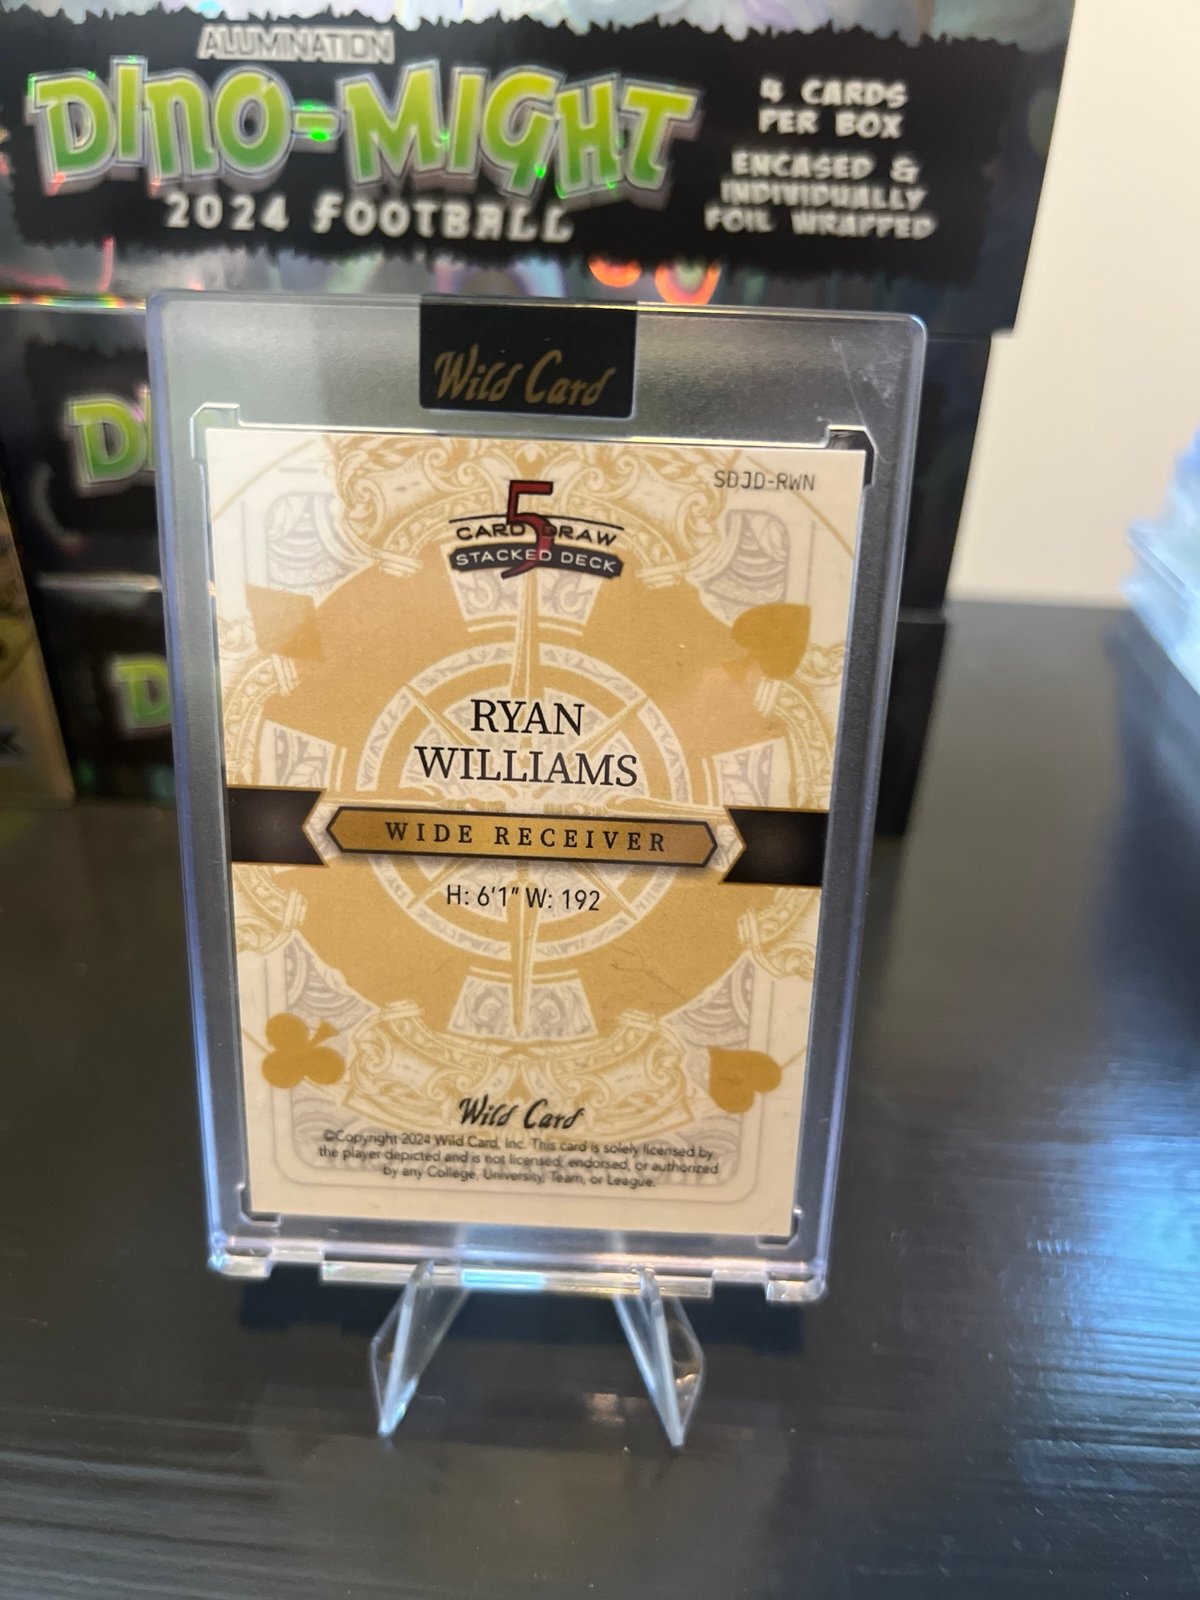 ALLUMINATION
DINO-MIGHT
2024 FOOTBALL
4 CARDS
PER BOX
ENCASED &
INDIVIDUALLY
FOIL WRAPPED
Wild Card
SDJD-RWN
5
CARD DRAW
STACKED DECK
RYAN
WILLIAMS
WIDE RECEIVER
H: 6'1" W: 192
Wild Card
©Copyright 2024 Wild Card, Inc. This card is solely licensed by
the player depicted and is not licensed, endorsed, or authorized
by any College, University, Team, or League.